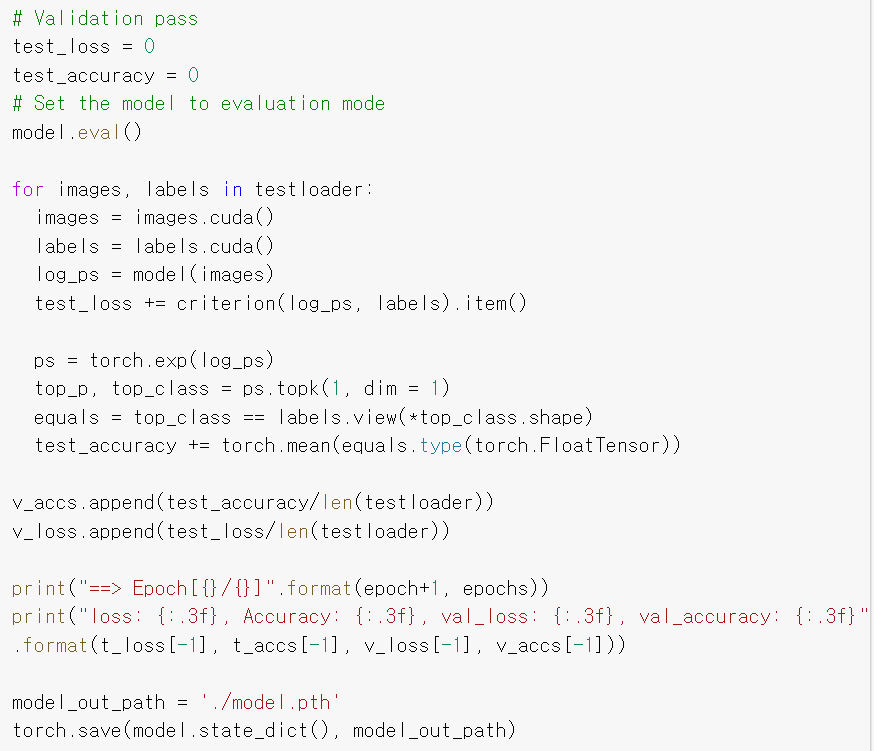 # Validation pass
test_loss = 0
test_accuracy = 0
# Set the model to evaluation mode
model.eval()
for images, labels in testloader:
images = images.cuda()
labels = labels.cuda()
log_ps = model(images)
test_loss += criterion(log_ps, labels).item()
ps = torch.exp(log_ps)
top_p, top_class = ps.topk(1, dim = 1)
equals = top_class == labels.view(*top_class.shape)
test_accuracy += torch.mean(equals.type(torch.FloatTensor))
v_accs.append(test_accuracy/len(testloader))
v_loss.append(test_loss/len(testloader))
print("==> Epoch[{}/{}]".format(epoch+1, epochs))
print("loss: {:.3f}, Accuracy: {:.3f}, val_loss: {:.3f}, val_accuracy: {:.3f}"
.format(t_loss[-1], t_accs[-1], v_loss[-1], v_accs[-1]))
model_out_path = './model.pth'
torch.save(model.state_dict(), model_out_path)